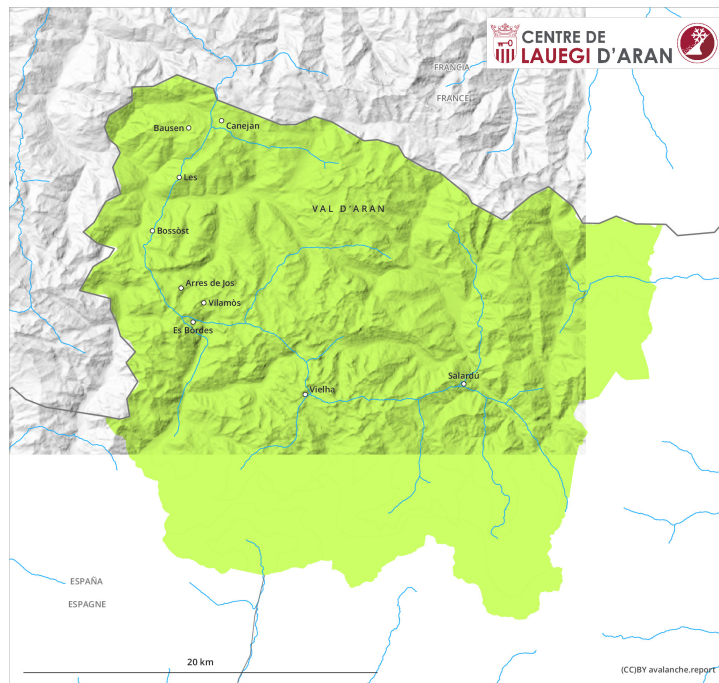 CENTRE DE
LAUEGI D'ARAN
FRANCIA
FRANCE
Canejan
Bausen
Les
VAL D'ARAN
Bossòst
Arres de Jos
Vilamòs
Es Bòrdes
Salardú
Vielha
ESPAÑA
ESPAGNE
20 km
(CC)BY avalanche.report